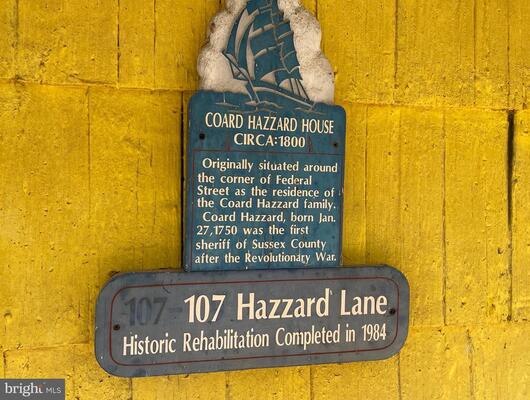 COARD HAZZARD HOUSE
CIRCA:1800
Originally situated around
the corner of Federal
Street as the residence of
the Coard Hazzard family.
Coard Hazzard, born Jan.
27,1750 was the first
sheriff of Sussex County
after the Revolutionary War.
107-107 Hazzard Lane
Historic Rehabilitation Completed in 1984
bright MLS